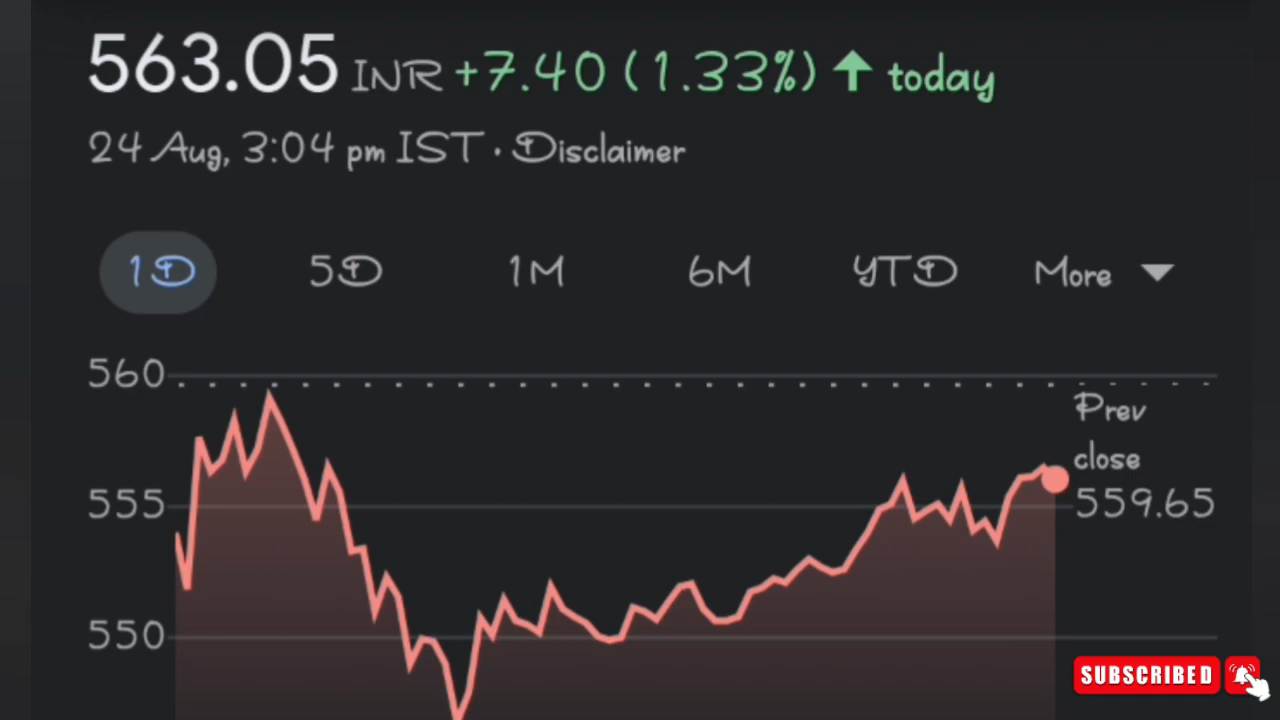 563.05 INR +7.40 (1.33%) ↑ today
24 Aug, 3:04 pm IST · Disclaimer
1D 5D 1M 6M YTD More
560
Prev
close
555
559.65
550
SUBSCRIBED